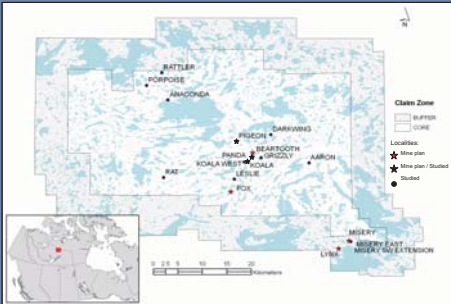 N
RATTLER
PORPOISE
ANACONDA
Claim Zone
BUFFER
CORE
DARKWING
PIGEON
Localities:
Mine plan
BEARTOOTH
PANDA
GRIZZLY
Mine plan / Studied
KOALA WEST
KOALA
AARON
RAT
LESLIE
Studied
FOX
MISERY
MISERY EAST
MISERY SW EXTENSION
LYNX
0 2.5 5 10 15 20
Kilometers